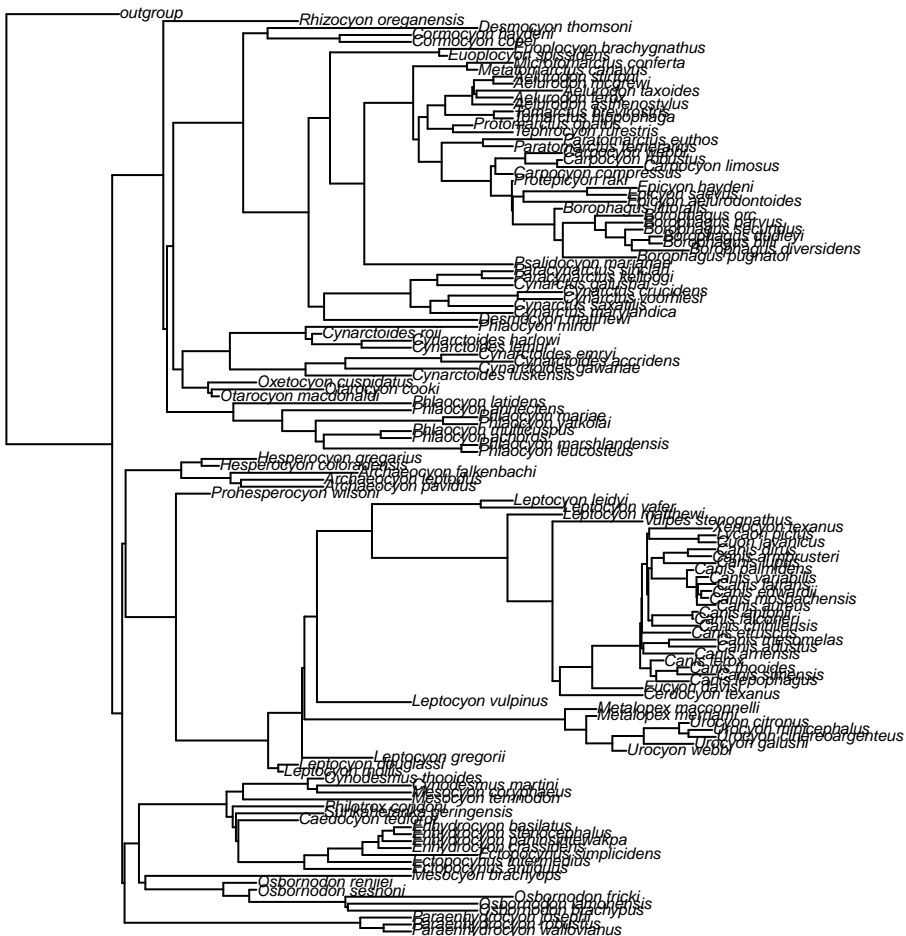 outgroup
Rhizocyon oreganensis
Desmocyon thomsoni
Cormocyon haydeni
Cormocyon copei
Euoplocyon brachygnathus
Euoplocyon spissidens
Microtomarctus conferta
Metatomarctus canavus
Aelurodon stirtoni
Aelurodon mcgrewi
Aelurodon taxoides
Aelurodon ferox
Aelurodon asthenostylus
Tomarctus brevirostris
Tomarctus hippophaga
Protomarctus opatus
Tephrocyon rurestris
Paratomarctus euthos
Paratomarctus temerarius
Carpocyon webbi
Carpocyon robustus
Carpocyon limosus
Carpocyon compressus
Protepicyon raki
Epicyon haydeni
Epicyon saevus
Epicyon aelurodontoides
Borophagus littoralis
Borophagus orc
Borophagus parvus
Borophagus secundus
Borophagus dudleyi
Borophagus hilli
Borophagus diversidens
Borophagus pugnator
Psalidocyon marianae
Paracynarctus sinclari
Paracynarctus kelloggi
Cynarctus galushai
Cynarctus crucidens
Cynarctus voorhiesi
Cynarctus saxatilis
Cynarctus marylandica
Desmocyon matthewi
Phlaocyon minor
Cynarctoides roii
Cynarctoides harlowi
Cynarctoides lemur
Cynarctoides emryi
Cynarctoides accridens
Cynarctoides gawanae
Cynarctoides luskensis
Oxetocyon cuspidatus
Otarocyon cooki
Otarocyon macdonaldi
Phlaocyon latidens
Phlaocyon annectens
Phlaocyon mariae
Phlaocyon yatkolai
Phlaocyon multicuspus
Phlaocyon achoros
Phlaocyon marshlandensis
Phlaocyon leucosteus
Hesperocyon gregarius
Hesperocyon coloradensis
Archaeocyon falkenbachi
Archaeocyon leptodus
Archaeocyon pavidus
Prohesperocyon wilsoni
Leptocyon leidyi
Leptocyon vafer
Leptocyon matthewi
Vulpes stenognathus
Xenocyon texanus
Lycaon pictus
Cuon javanicus
Canis dirus
Canis armbrusteri
Canis lupus
Canis palmidens
Canis variabilis
Canis latrans
Canis edwardii
Canis mosbachensis
Canis aureus
Canis antonii
Canis falconeri
Canis chihliensis
Canis etruscus
Canis mesomelas
Canis adustus
Canis arnensis
Canis ferox
Canis thooides
Canis simensis
Canis lepophagus
Eucyon davisi
Cerdocyon texanus
Leptocyon vulpinus
Metalopex macconnelli
Metalopex merriami
Urocyon citronus
Urocyon minicephalus
Urocyon cinereoargenteus
Urocyon galushi
Urocyon webbi
Leptocyon gregorii
Leptocyon douglassi
Leptocyon mollis
Cynodesmus thooides
Cynodesmus martini
Mesocyon coryphaeus
Mesocyon temnodon
Philotrox condoni
Sunkahetanka geringensis
Caedocyon tedfordi
Enhydrocyon basilatus
Enhydrocyon stenocephalus
Enhydrocyon pahinsintewakpa
Enhydrocyon crassidens
Ectopocynus simplicidens
Ectopocynus intermedius
Ectopocynus antiquus
Mesocyon brachyops
Osbornodon renjiei
Osbornodon sesnoni
Osbornodon fricki
Osbornodon iamonensis
Osbornodon brachypus
Paraenhydrocyon josephi
Paraenhydrocyon robustus
Paraenhydrocyon wallovianus